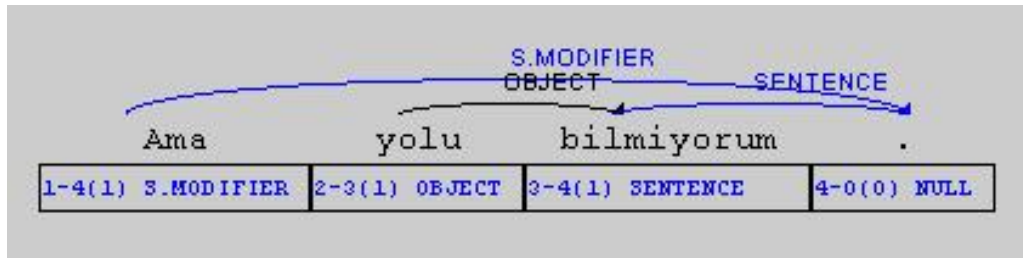 S.MODIFIER
OBJECT SENTENCE
Ama yolu bilmiyorum .
1-4(1) S.MODIFIER 2-3(1) OBJECT 3-4(1) SENTENCE 4-0(0) NULL